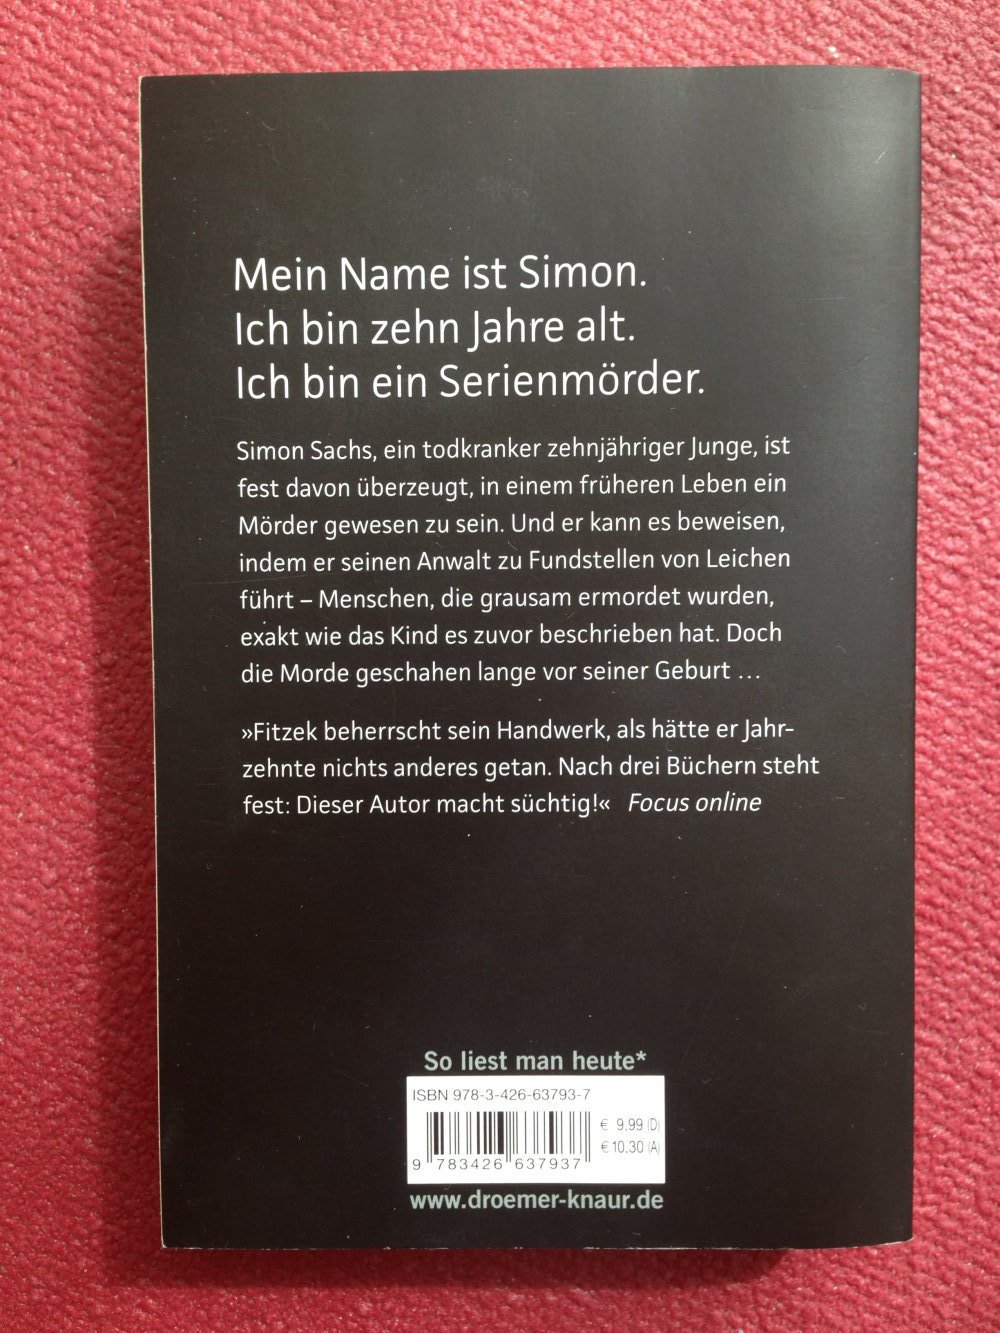 Mein Name ist Simon.
Ich bin zehn Jahre alt.
Ich bin ein Serienmörder.
Simon Sachs, ein todkranker zehnjähriger Junge, ist
fest davon überzeugt, in einem früheren Leben ein
Mörder gewesen zu sein. Und er kann es beweisen,
indem er seinen Anwalt zu Fundstellen von Leichen
führt – Menschen, die grausam ermordet wurden,
exakt wie das Kind es zuvor beschrieben hat. Doch
die Morde geschahen lange vor seiner Geburt …
»Fitzek beherrscht sein Handwerk, als hätte er Jahr-
zehnte nichts anderes getan. Nach drei Büchern steht
fest: Dieser Autor macht süchtig!« Focus online
So liest man heute*
ISBN 978-3-426-63793-7
€ 9,99 (D)
€ 10,30 (A)
9 783426 637937
www.droemer-knaur.de